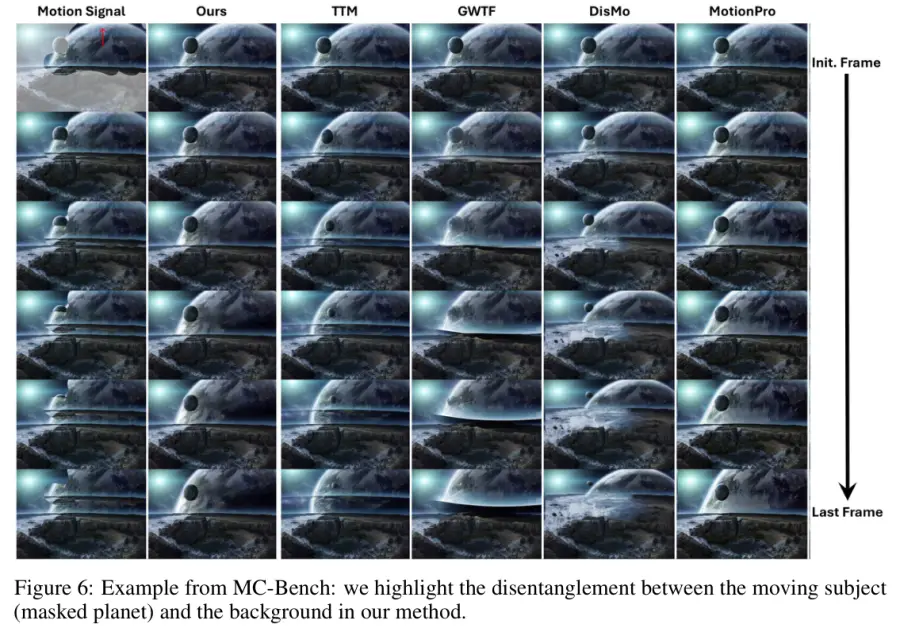 Motion Signal Ours TTM GWTF DisMo MotionPro
Init. Frame
Last Frame
Figure 6: Example from MC-Bench: we highlight the disentanglement between the moving subject
(masked planet) and the background in our method.